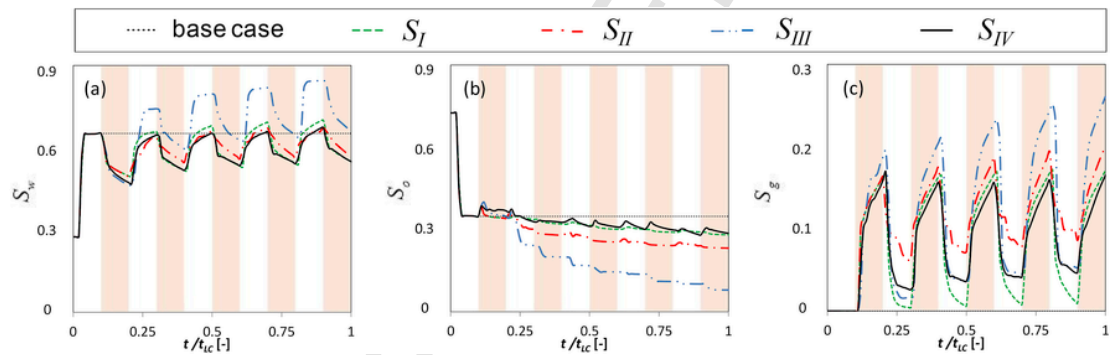 base case S_I S_II S_III S_IV
(a) (b) (c)
S_w S_o S_g
0.9 0.6 0.3 0
0.9 0.6 0.3 0
0.3 0.2 0.1 0
0 0.25 0.5 0.75 1
0 0.25 0.5 0.75 1
0 0.25 0.5 0.75 1
t/t_LC [-] t/t_LC [-] t/t_LC [-]